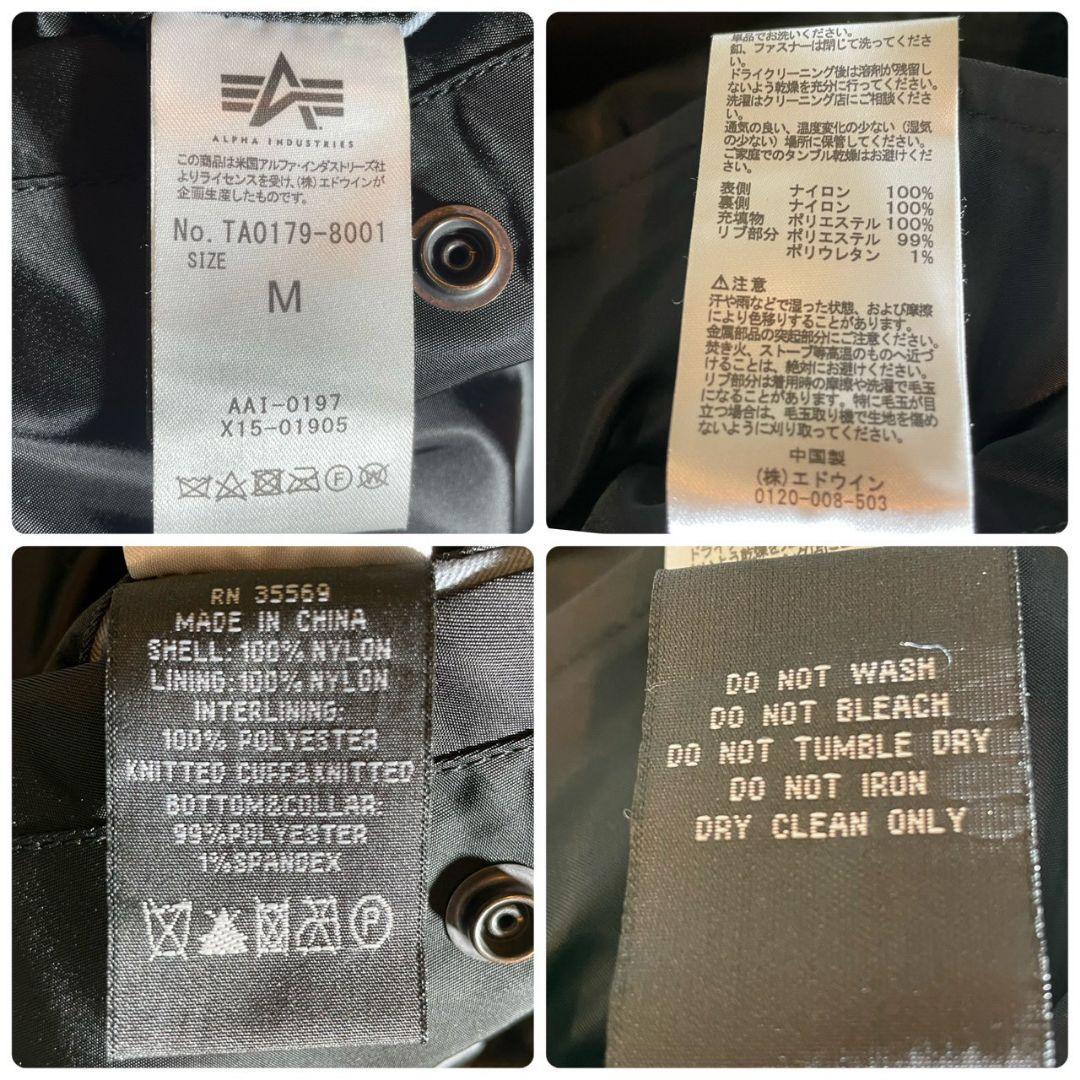 ALPHA INDUSTRIES
この商品は米国アルファ・インダストリーズ社
よりライセンスを受け、(株)エドウインが
企画生産したものです。
No. TA0179-8001
SIZE
M
AAI-0197
X15-01905
単品でお洗いください。
釦、ファスナーは閉じて洗ってくださ
い。
ドライクリーニング後は溶剤が残留し
ないよう乾燥を充分に行ってください。
洗濯はクリーニング店にご相談くださ
い。
通気の良い、温度変化の少ない(湿気
の少ない)場所に保管してください。
ご家庭でのタンブル乾燥はお避けくだ
さい。
表側 ナイロン 100%
裏側 ナイロン 100%
充填物 ポリエステル 100%
リブ部分 ポリエステル 99%
ポリウレタン 1%
⚠注意
汗や雨などで湿った状態、および摩擦
により色移りすることがあります。
金属部品の突起部分にご注意ください。
焚き火、ストーブ等高温のものへ近づ
けることは、絶対にお避けください。
リブ部分は着用時の摩擦や洗濯で毛玉
になることがあります。特に毛玉が目
立つ場合は、毛玉取り機で生地を傷め
ないように刈り取ってください。
中国製
(株)エドウイン
0120-008-503
RN 35569
MADE IN CHINA
SHELL: 100% NYLON
LINING: 100% NYLON
INTERLINING:
100% POLYESTER
KNITTED CUFF&KNITTED
BOTTOM&COLLAR:
99%POLYESTER
1%SPANDEX
P
DO NOT WASH
DO NOT BLEACH
DO NOT TUMBLE DRY
DO NOT IRON
DRY CLEAN ONLY